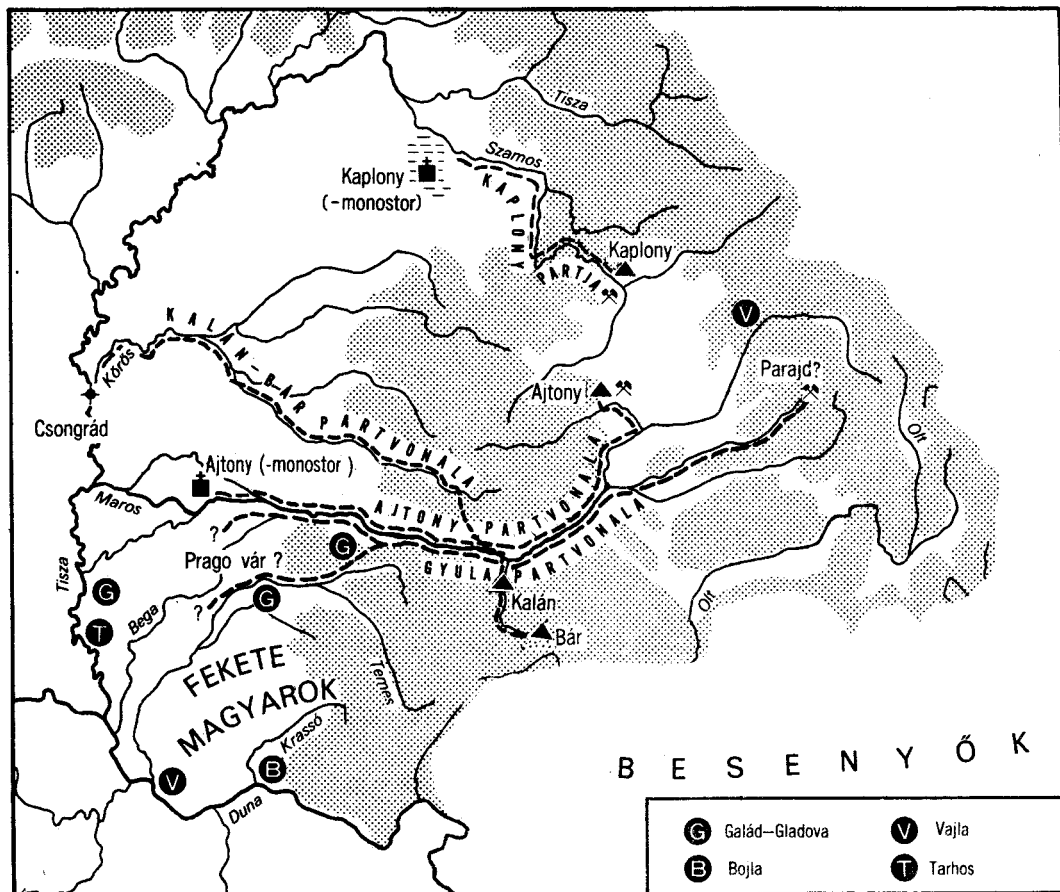 Tisza
Szamos
Kaplony
(-monostor)
KAPLONY PARTJA
Kaplony
V
KALÁN-BÁR PARTVONALA
Körös
Csongrád
Ajtony
Parajd?
Olt
Ajtony (-monostor)
Maros
AJTONY PARTVONALA
GYULA PARTVONALA
?
Prago vár ?
G
Tisza
G
Bega
G
?
Kalán
Olt
T
Bár
FEKETE
MAGYAROK
Temes
Krassó
V
B
Duna
BESENYŐK
G Galád–Gladova
V Vajla
B Bojla
T Tarhos